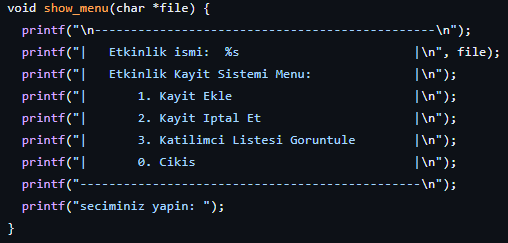 void show_menu(char *file) {
  printf("\n-----------------------------------------------\n");
  printf("|   Etkinlik ismi:  %s                        |\n", file);
  printf("|   Etkinlik Kayit Sistemi Menu:              |\n");
  printf("|       1. Kayit Ekle                         |\n");
  printf("|       2. Kayit Iptal Et                     |\n");
  printf("|       3. Katilimci Listesi Goruntule        |\n");
  printf("|       0. Cikis                              |\n");
  printf("-----------------------------------------------\n");
  printf("seciminiz yapin: ");
}